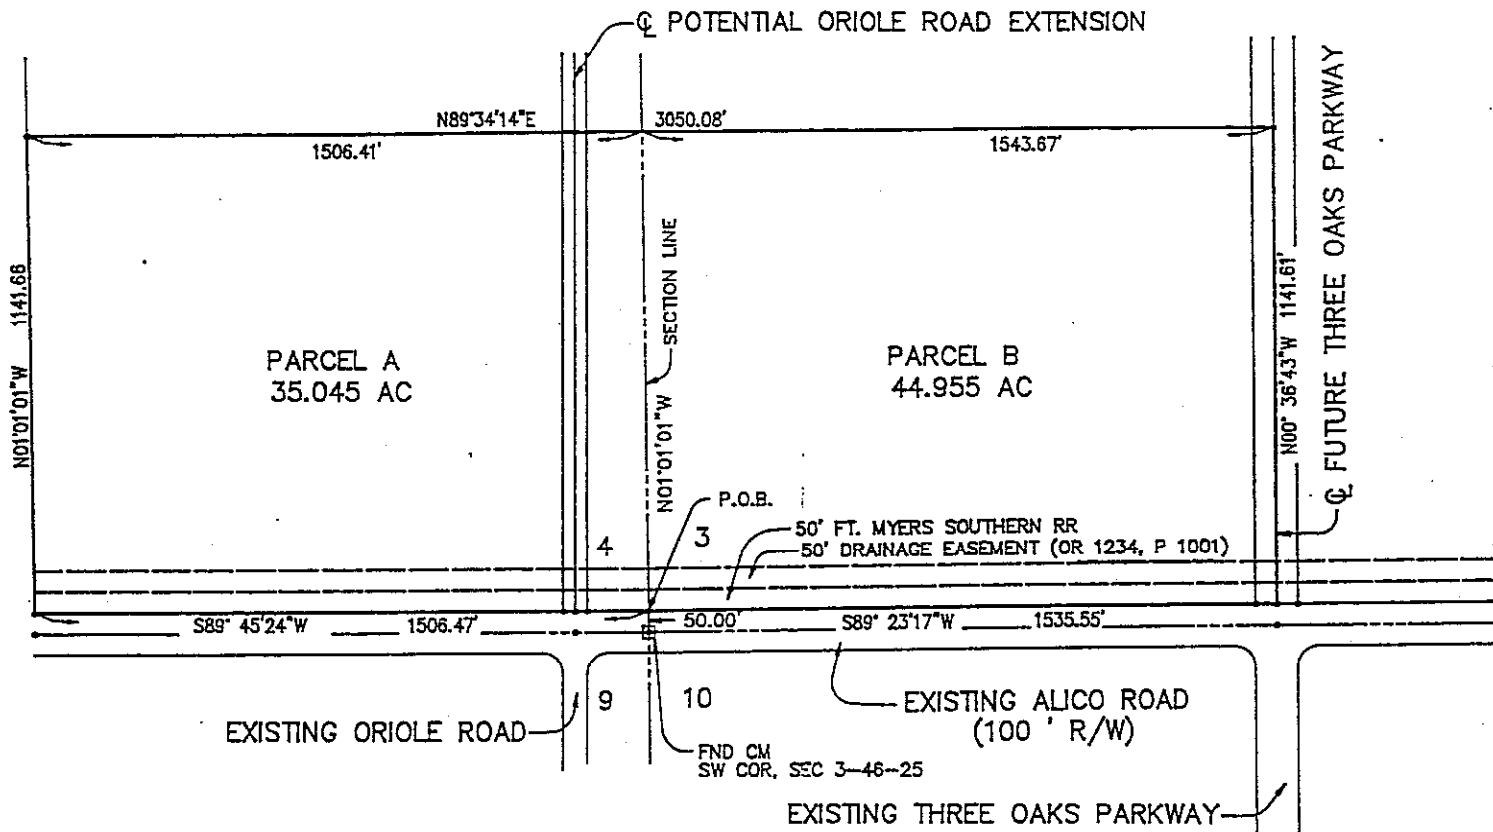 ℄ POTENTIAL ORIOLE ROAD EXTENSION
N89°34'14"E
3050.08'
1506.41'
1543.67'
℄ FUTURE THREE OAKS PARKWAY
N01°01'01"W 1141.66
SECTION LINE
N01°01'01"W
N00° 36'43"W 1141.61'
PARCEL A
35.045 AC
PARCEL B
44.955 AC
P.O.B.
4
3
50' FT. MYERS SOUTHERN RR
50' DRAINAGE EASEMENT (OR 1234, P 1001)
S89° 45'24"W 1506.47'
50.00'
S89° 23'17"W 1535.55'
9
10
EXISTING ORIOLE ROAD
EXISTING ALICO ROAD
(100 ' R/W)
FND CM
SW COR, SEC 3-46-25
EXISTING THREE OAKS PARKWAY